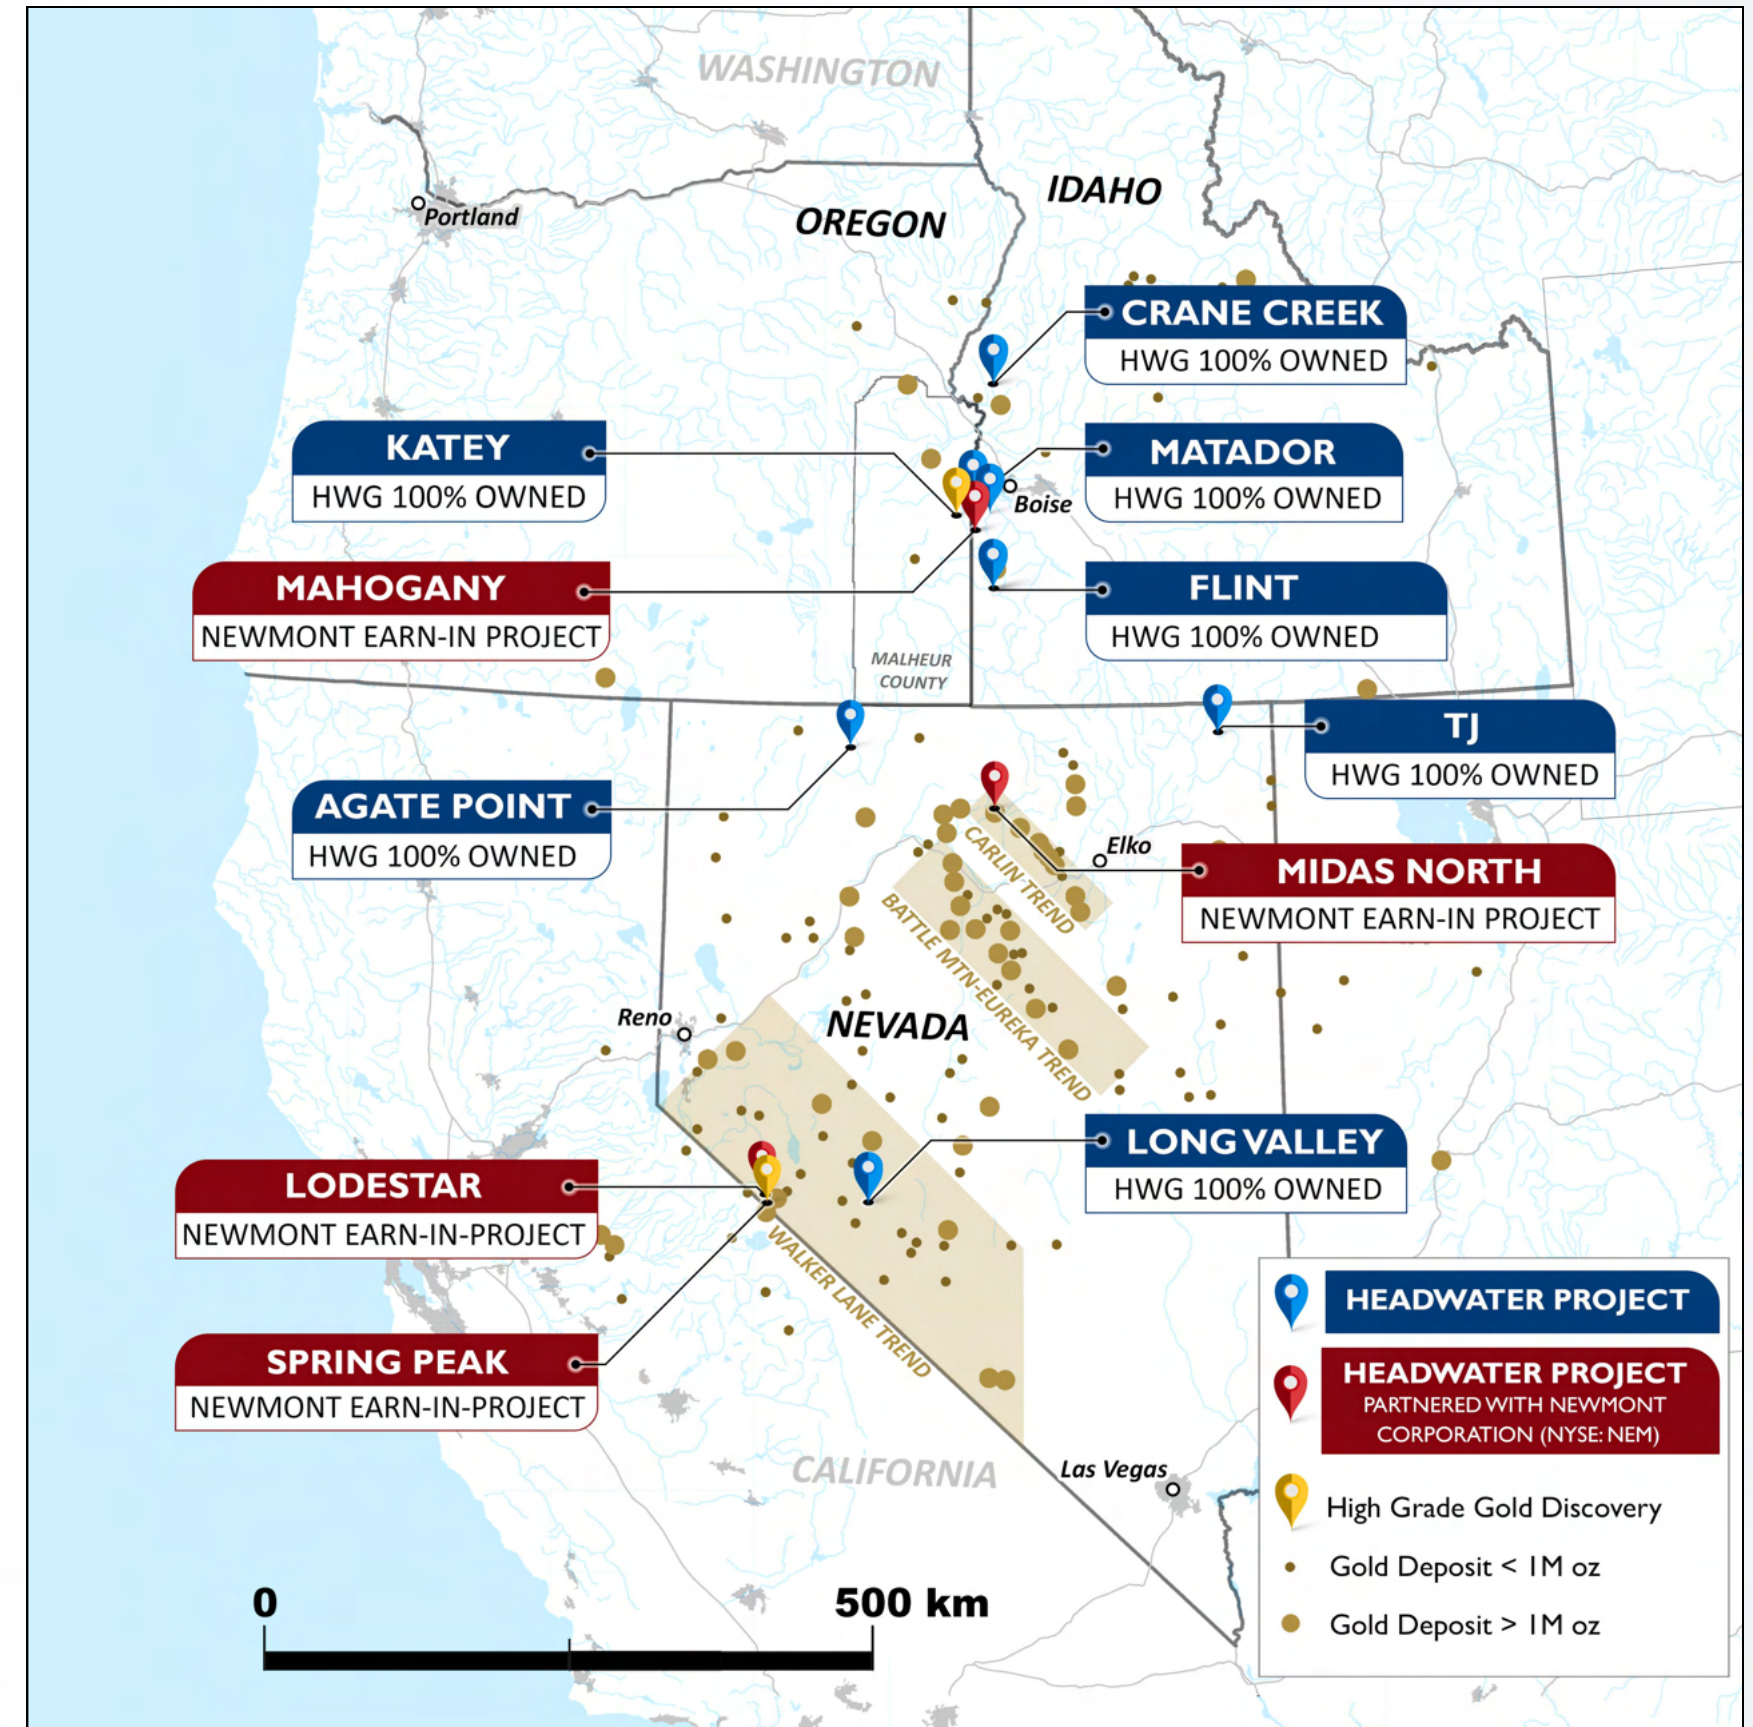 WASHINGTON
IDAHO
OREGON
Portland
CRANE CREEK
HWG 100% OWNED
KATEY
HWG 100% OWNED
MATADOR
HWG 100% OWNED
Boise
MAHOGANY
NEWMONT EARN-IN PROJECT
FLINT
HWG 100% OWNED
MALHEUR
COUNTY
TJ
HWG 100% OWNED
AGATE POINT
HWG 100% OWNED
Elko
CARLIN TREND
MIDAS NORTH
NEWMONT EARN-IN PROJECT
BATTLE MTN-EUREKA TREND
Reno
NEVADA
LONG VALLEY
HWG 100% OWNED
LODESTAR
NEWMONT EARN-IN-PROJECT
WALKER LANE TREND
SPRING PEAK
NEWMONT EARN-IN-PROJECT
CALIFORNIA
Las Vegas
HEADWATER PROJECT
HEADWATER PROJECT
PARTNERED WITH NEWMONT
CORPORATION (NYSE: NEM)
High Grade Gold Discovery
Gold Deposit < 1M oz
Gold Deposit > 1M oz
0
500 km